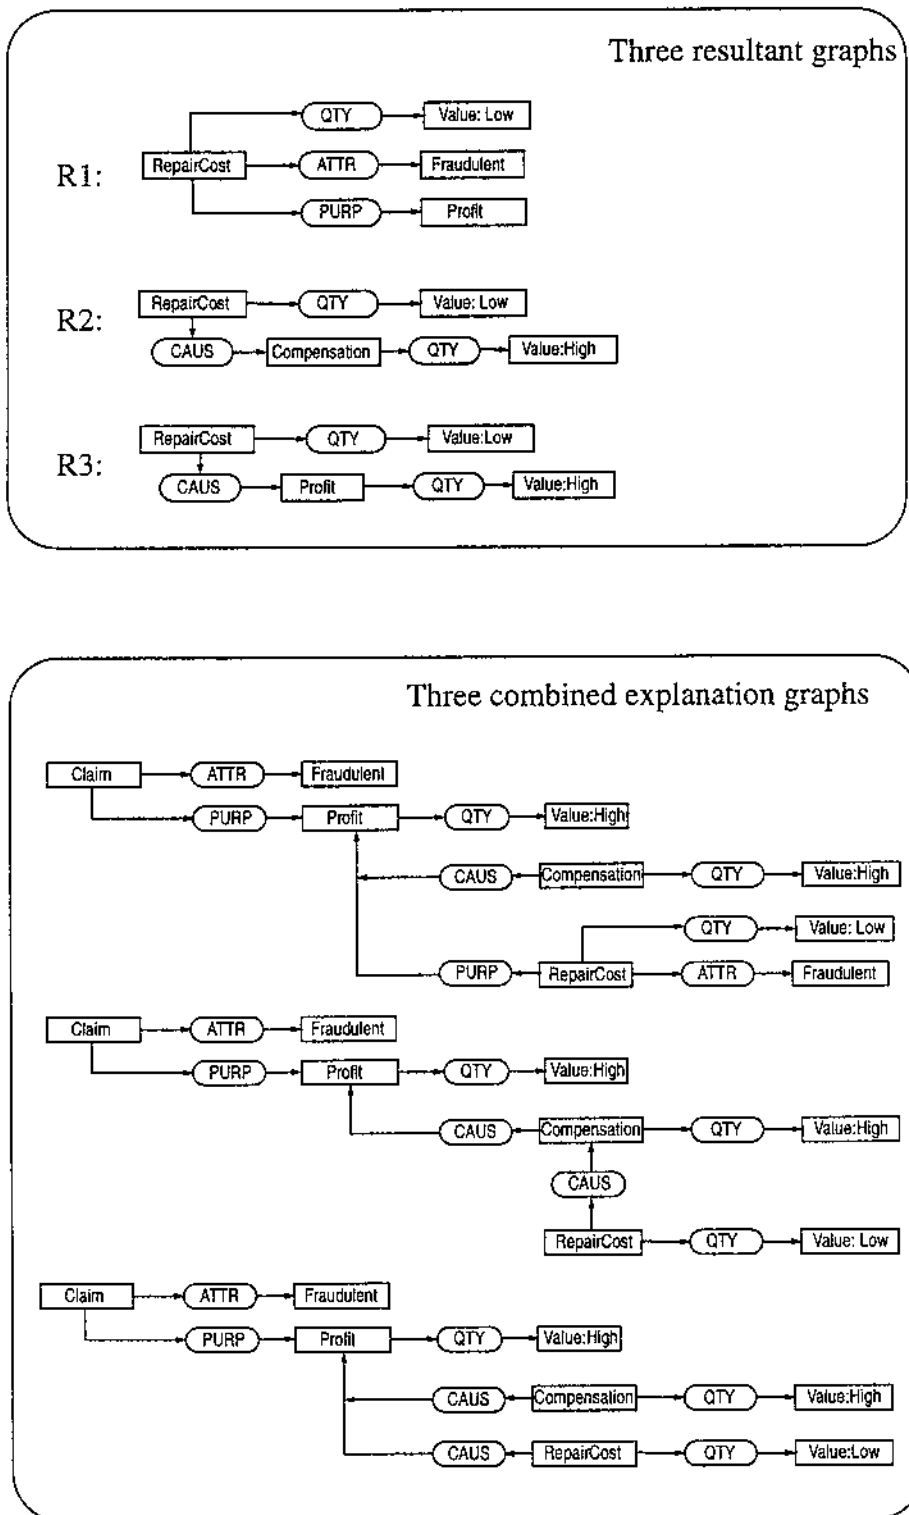 Three resultant graphs
QTY Value: Low
R1: RepairCost ATTR Fraudulent
PURP Profit
R2: RepairCost QTY Value: Low
CAUS Compensation QTY Value:High
R3: RepairCost QTY Value:Low
CAUS Profit QTY Value:High
Three combined explanation graphs
Claim ATTR Fraudulent
PURP Profit QTY Value:High
CAUS Compensation QTY Value:High
QTY Value: Low
PURP RepairCost ATTR Fraudulent
Claim ATTR Fraudulent
PURP Profit QTY Value:High
CAUS Compensation QTY Value:High
CAUS
RepairCost QTY Value: Low
Claim ATTR Fraudulent
PURP Profit QTY Value:High
CAUS Compensation QTY Value:High
CAUS RepairCost QTY Value:Low